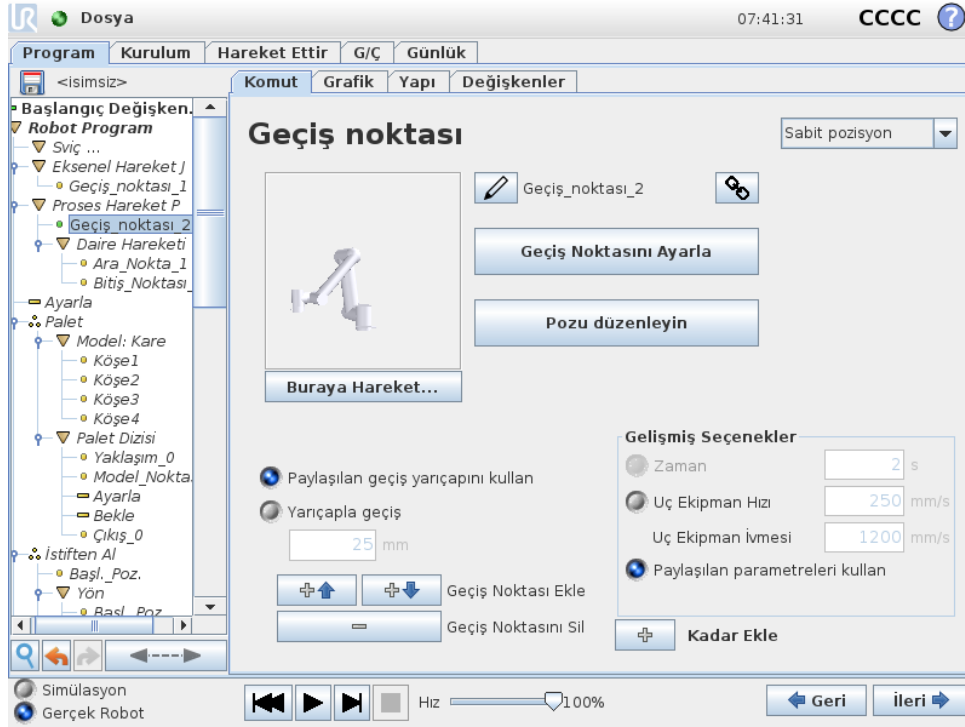 UR Dosya 07:41:31 CCCC ?
Program Kurulum Hareket Ettir G/Ç Günlük
<isimsiz>
Başlangıç Değişken.
Robot Program
Sviç ...
Eksenel Hareket J
Geçiş_noktası_1
Proses Hareket P
Geçiş_noktası_2
Daire Hareketi
Ara_Nokta_1
Bitiş_Noktası_
Ayarla
Palet
Model: Kare
Köşe1
Köşe2
Köşe3
Köşe4
Palet Dizisi
Yaklaşım_0
Model_Nokta
Ayarla
Bekle
Çıkış_0
İstiften Al
Başl._Poz.
Yön
Başl. Poz
Komut Grafik Yapı Değişkenler
Geçiş noktası
Sabit pozisyon
Geçiş_noktası_2
Geçiş Noktasını Ayarla
Pozu düzenleyin
Buraya Hareket...
Paylaşılan geçiş yarıçapını kullan
Yarıçapla geçiş
25 mm
Geçiş Noktası Ekle
Geçiş Noktasını Sil
Gelişmiş Seçenekler
Zaman 2 s
Uç Ekipman Hızı 250 mm/s
Uç Ekipman İvmesi 1200 mm/s
Paylaşılan parametreleri kullan
Kadar Ekle
Simülasyon
Gerçek Robot
Hız 100%
Geri İleri